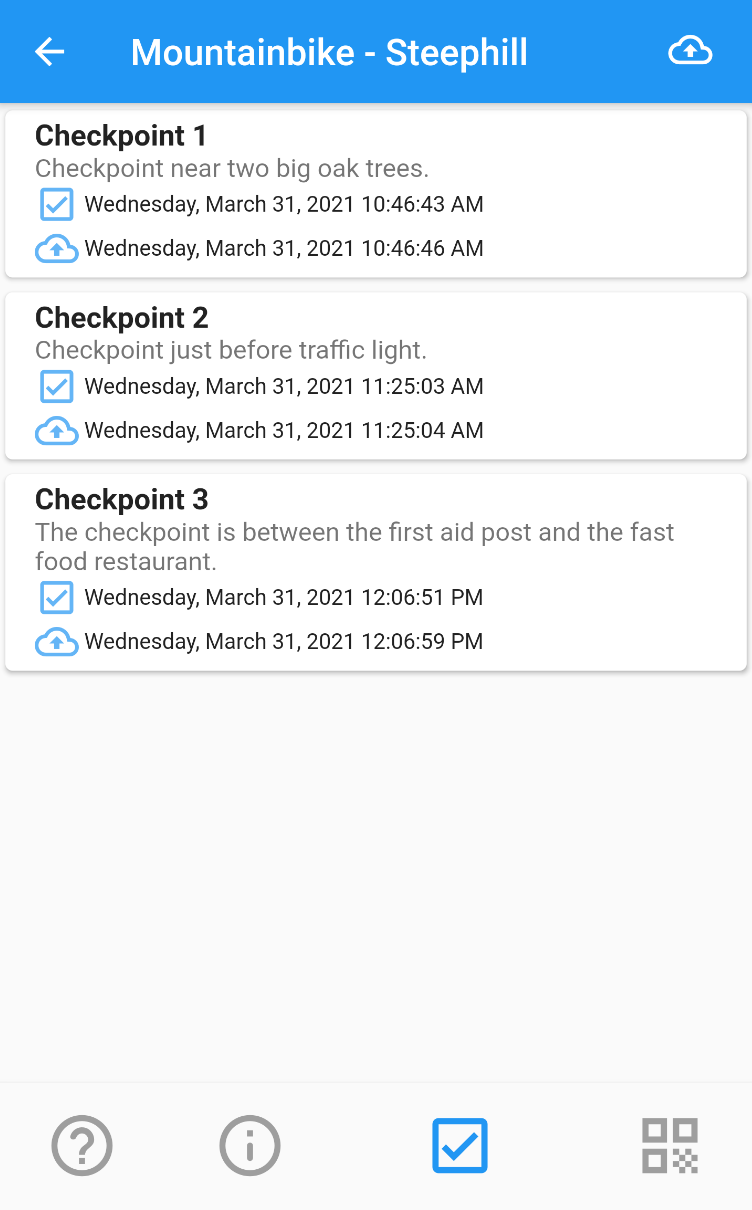 Mountainbike - Steephill
Checkpoint 1
Checkpoint near two big oak trees.
Wednesday, March 31, 2021 10:46:43 AM
Wednesday, March 31, 2021 10:46:46 AM
Checkpoint 2
Checkpoint just before traffic light.
Wednesday, March 31, 2021 11:25:03 AM
Wednesday, March 31, 2021 11:25:04 AM
Checkpoint 3
The checkpoint is between the first aid post and the fast
food restaurant.
Wednesday, March 31, 2021 12:06:51 PM
Wednesday, March 31, 2021 12:06:59 PM